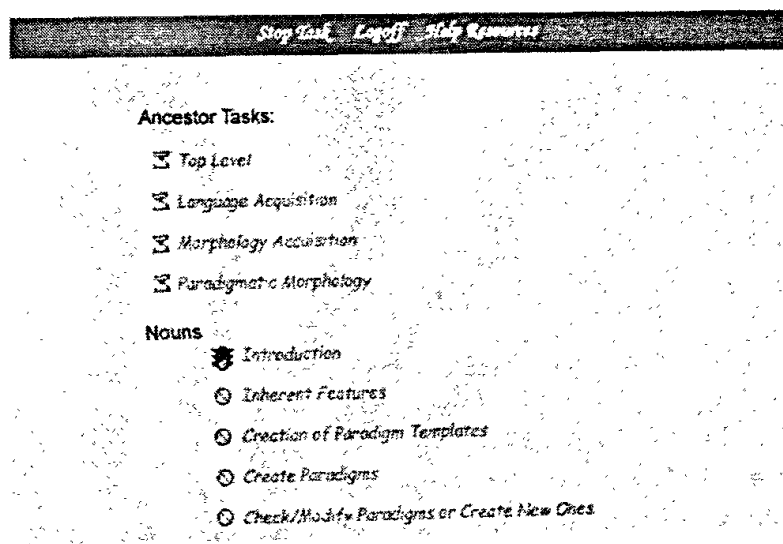 Stop Task Logoff Help Resources
Ancestor Tasks:
Top Level
Language Acquisition
Morphology Acquisition
Paradigmatic Morphology
Nouns
Introduction
Inherent Features
Creation of Paradigm Templates
Create Paradigms
Check/Modify Paradigms or Create New Ones